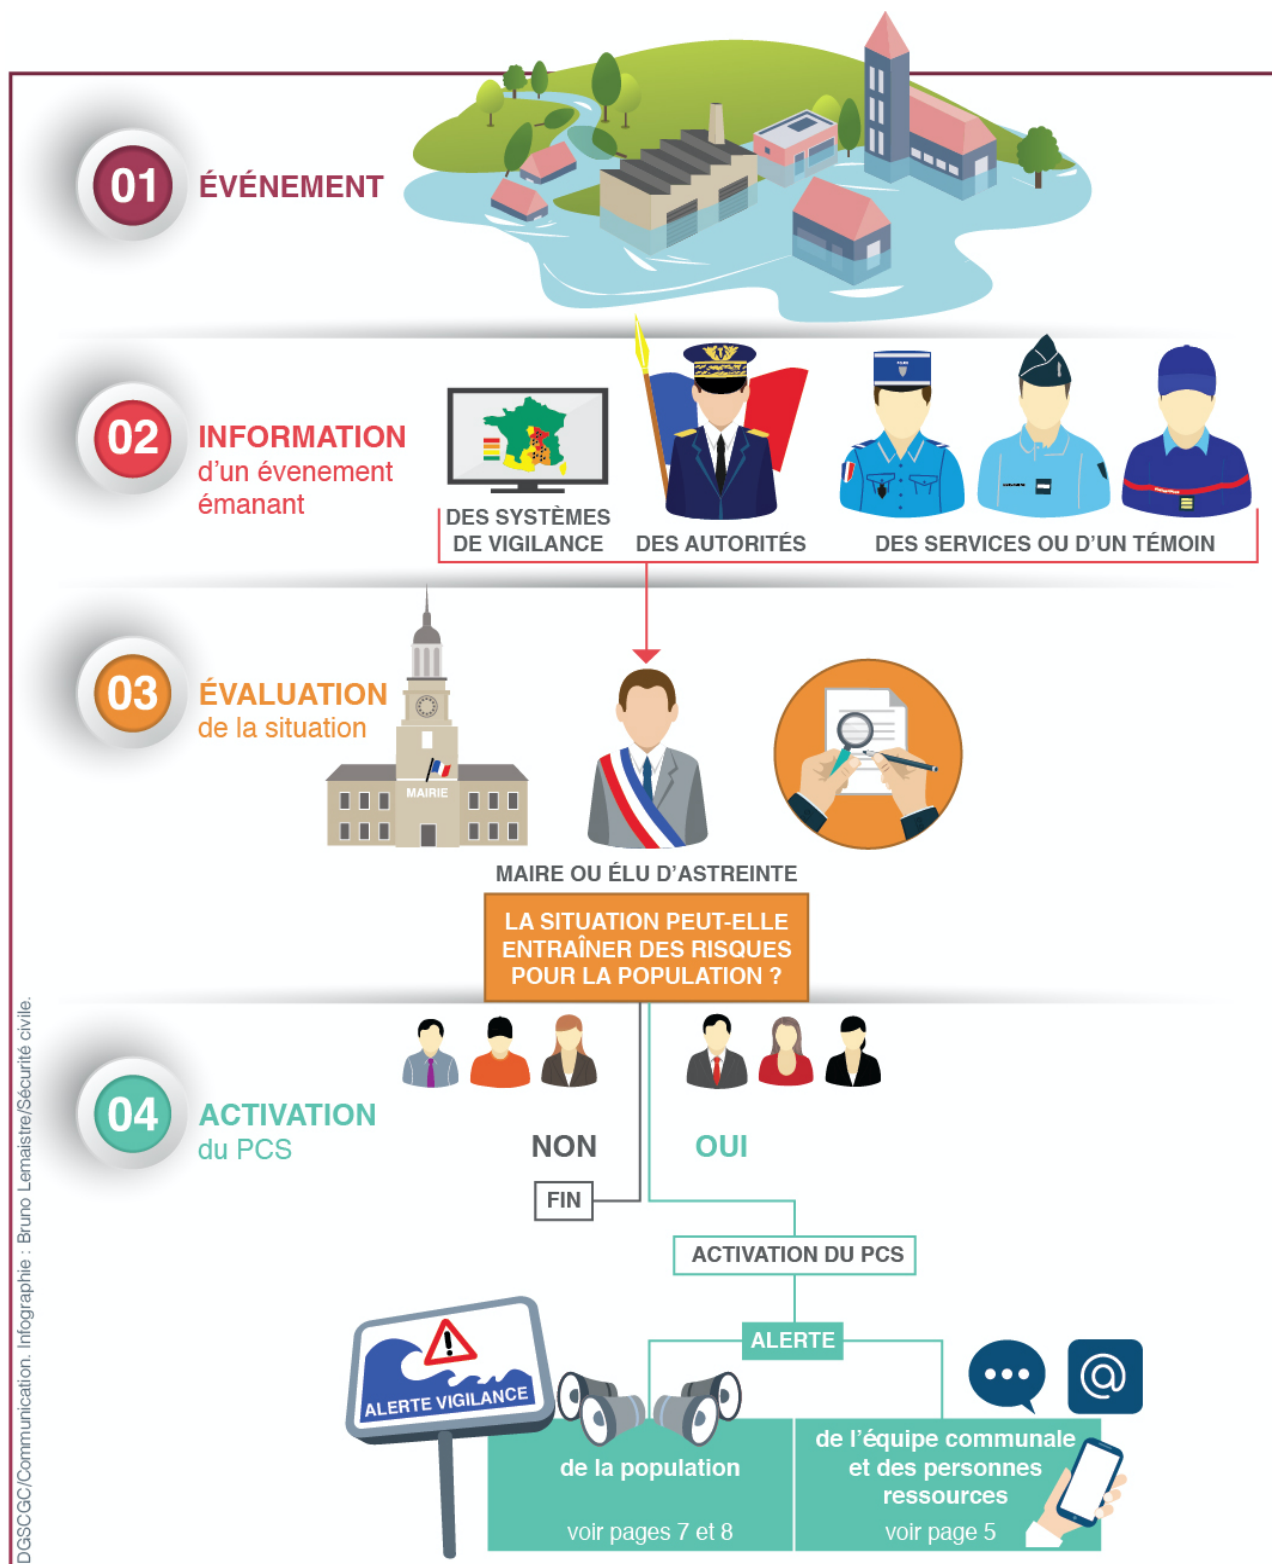 01
ÉVÉNEMENT
02
INFORMATION
d'un évenement
émanant
DES SYSTÈMES
DE VIGILANCE
DES AUTORITÉS
DES SERVICES OU D'UN TÉMOIN
03
ÉVALUATION
de la situation
MAIRIE
MAIRE OU ÉLU D'ASTREINTE
LA SITUATION PEUT-ELLE
ENTRAÎNER DES RISQUES
POUR LA POPULATION ?
04
ACTIVATION
du PCS
NON
OUI
FIN
ACTIVATION DU PCS
ALERTE
ALERTE VIGILANCE
de la population
voir pages 7 et 8
de l'équipe communale
et des personnes
ressources
voir page 5
DGSCGC/Communication. Infographie : Bruno Lemaistre/Sécurité civile.